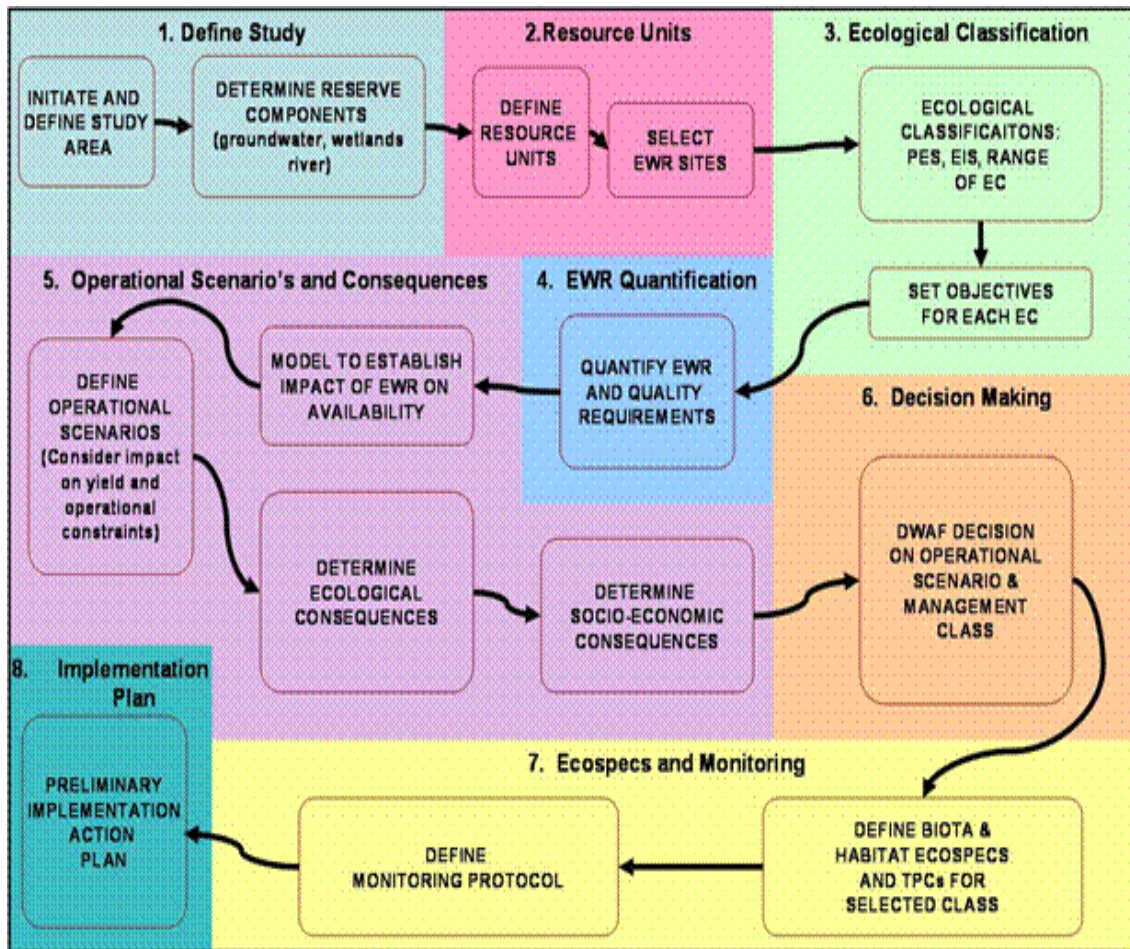 1. Define Study
INITIATE AND
DEFINE STUDY
AREA
DETERMINE RESERVE
COMPONENTS
(groundwater, wetlands
river)
2.Resource Units
DEFINE
RESOURCE
UNITS
SELECT
EWR SITES
3. Ecological Classification
ECOLOGICAL
CLASSIFICAITONS:
PES, EIS, RANGE
OF EC
SET OBJECTIVES
FOR EACH EC
4. EWR Quantification
QUANTIFY EWR
AND QUALITY
REQUIREMENTS
5. Operational Scenario's and Consequences
MODEL TO ESTABLISH
IMPACT OF EWR ON
AVAILABILITY
DEFINE
OPERATIONAL
SCENARIOS
(Consider impact
on yield and
operational
constraints)
DETERMINE
ECOLOGICAL
CONSEQUENCES
DETERMINE
SOCIO-ECONOMIC
CONSEQUENCES
6. Decision Making
DWAF DECISION
ON OPERATIONAL
SCENARIO &
MANAGEMENT
CLASS
7. Ecospecs and Monitoring
DEFINE BIOTA &
HABITAT ECOSPECS
AND TPCs FOR
SELECTED CLASS
DEFINE
MONITORING PROTOCOL
8. Implementation
Plan
PRELIMINARY
IMPLEMENTATION
ACTION
PLAN